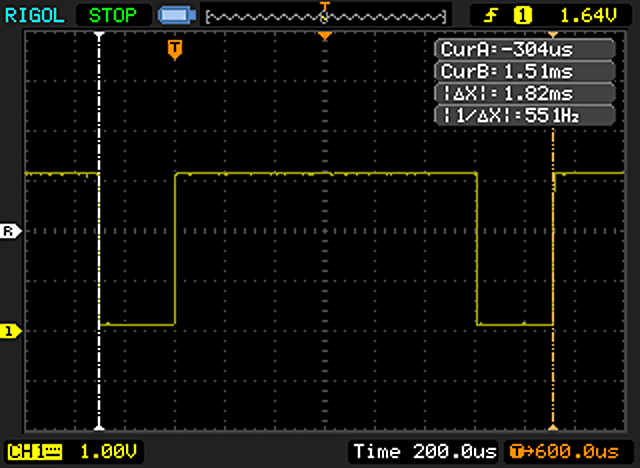 RIGOL STOP T 1 1.64V
T
CurA:-304us
CurB: 1.51ms
|ΔX|: 1.82ms
|1/ΔX|: 551Hz
R
1
CH1 1.00V Time 200.0us T→600.0us